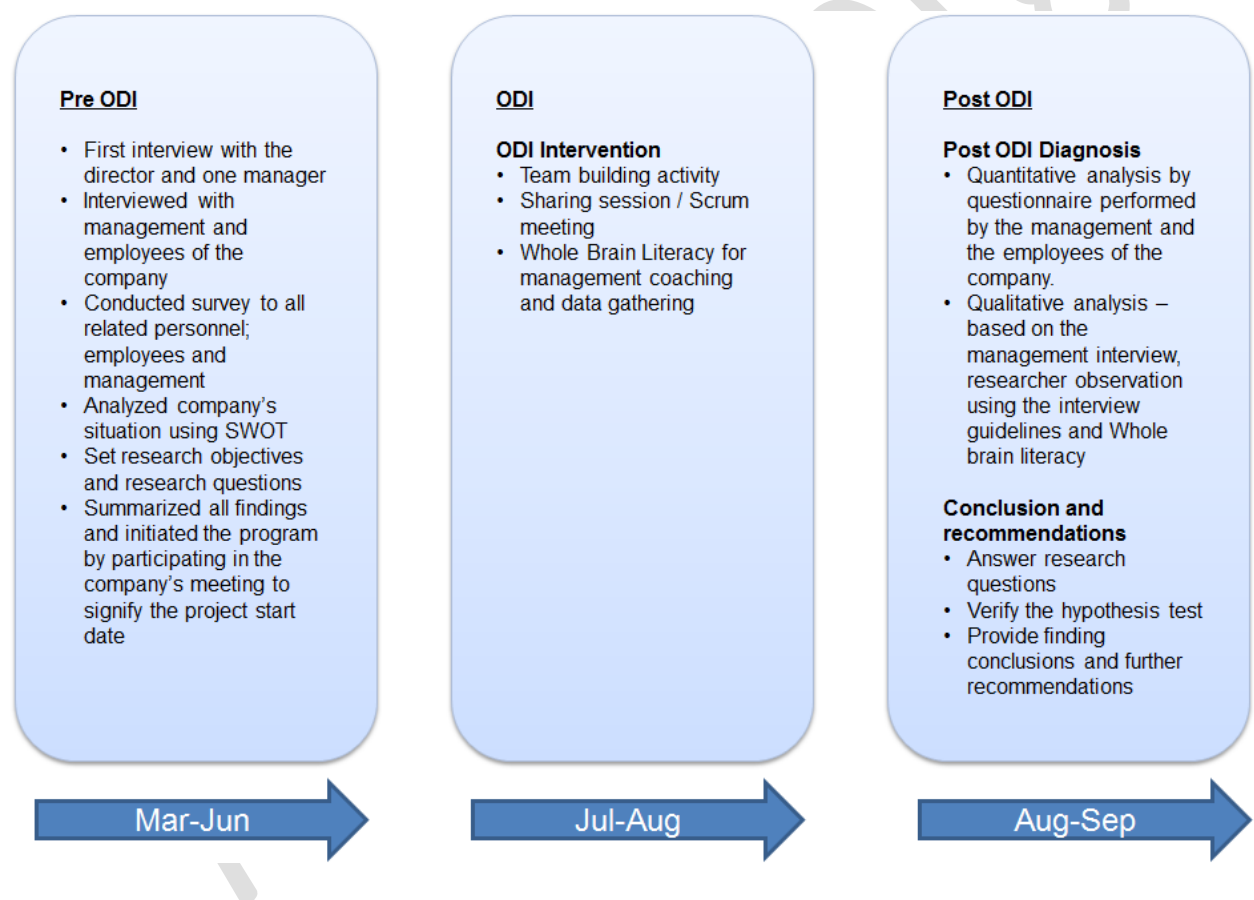 Pre ODI
• First interview with the
director and one manager
• Interviewed with
management and
employees of the
company
• Conducted survey to all
related personnel;
employees and
management
• Analyzed company's
situation using SWOT
• Set research objectives
and research questions
• Summarized all findings
and initiated the program
by participating in the
company's meeting to
signify the project start
date
Mar-Jun
ODI
ODI Intervention
• Team building activity
• Sharing session / Scrum
meeting
• Whole Brain Literacy for
management coaching
and data gathering
Jul-Aug
Post ODI
Post ODI Diagnosis
• Quantitative analysis by
questionnaire performed
by the management and
the employees of the
company.
• Qualitative analysis –
based on the
management interview,
researcher observation
using the interview
guidelines and Whole
brain literacy
Conclusion and
recommendations
• Answer research
questions
• Verify the hypothesis test
• Provide finding
conclusions and further
recommendations
Aug-Sep